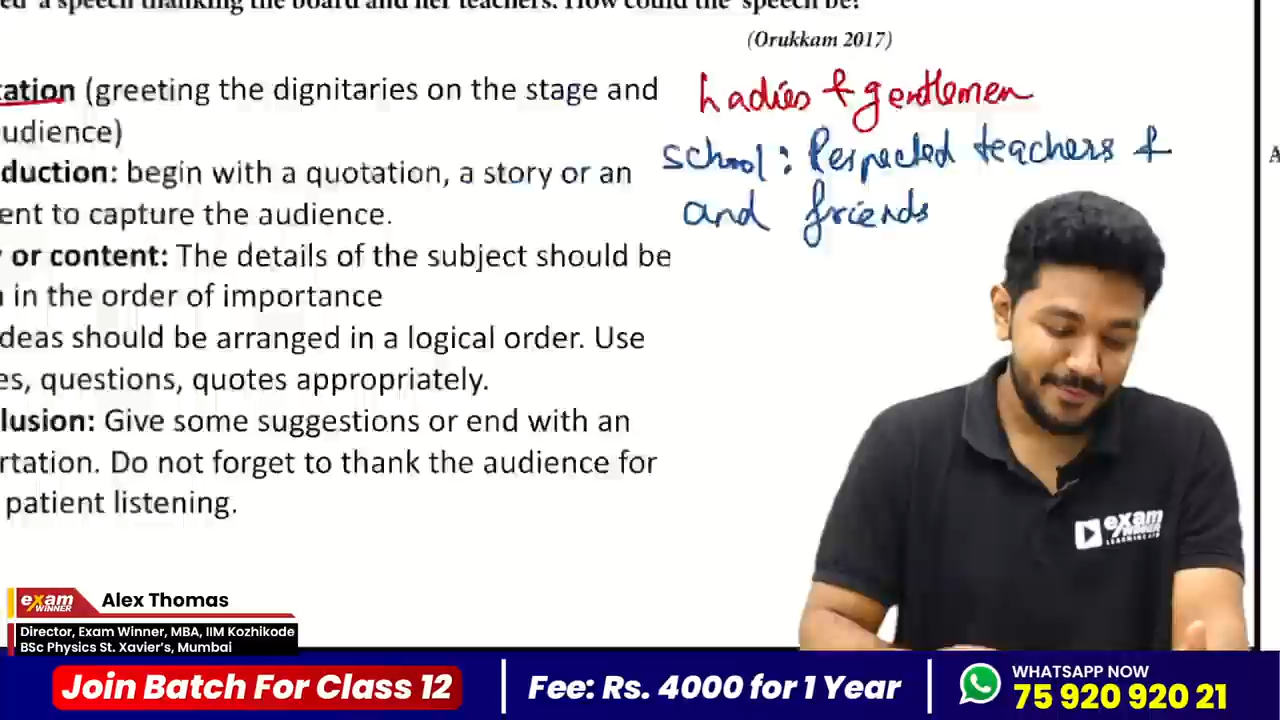 a speech thanking the board and her teachers. How could the speech be?
(Orukkam 2017)
tation (greeting the dignitaries on the stage and
udience)
Ladies & gentlemen
school: Respected teachers &
and friends
duction: begin with a quotation, a story or an
ent to capture the audience.
or content: The details of the subject should be
in the order of importance
deas should be arranged in a logical order. Use
es, questions, quotes appropriately.
lusion: Give some suggestions or end with an
rtation. Do not forget to thank the audience for
patient listening.
exam
WINNER
LEARNING APP
exam
WINNER
Alex Thomas
Director, Exam Winner, MBA, IIM Kozhikode
BSc Physics St. Xavier's, Mumbai
Join Batch For Class 12
Fee: Rs. 4000 for 1 Year
WHATSAPP NOW
75 920 920 21